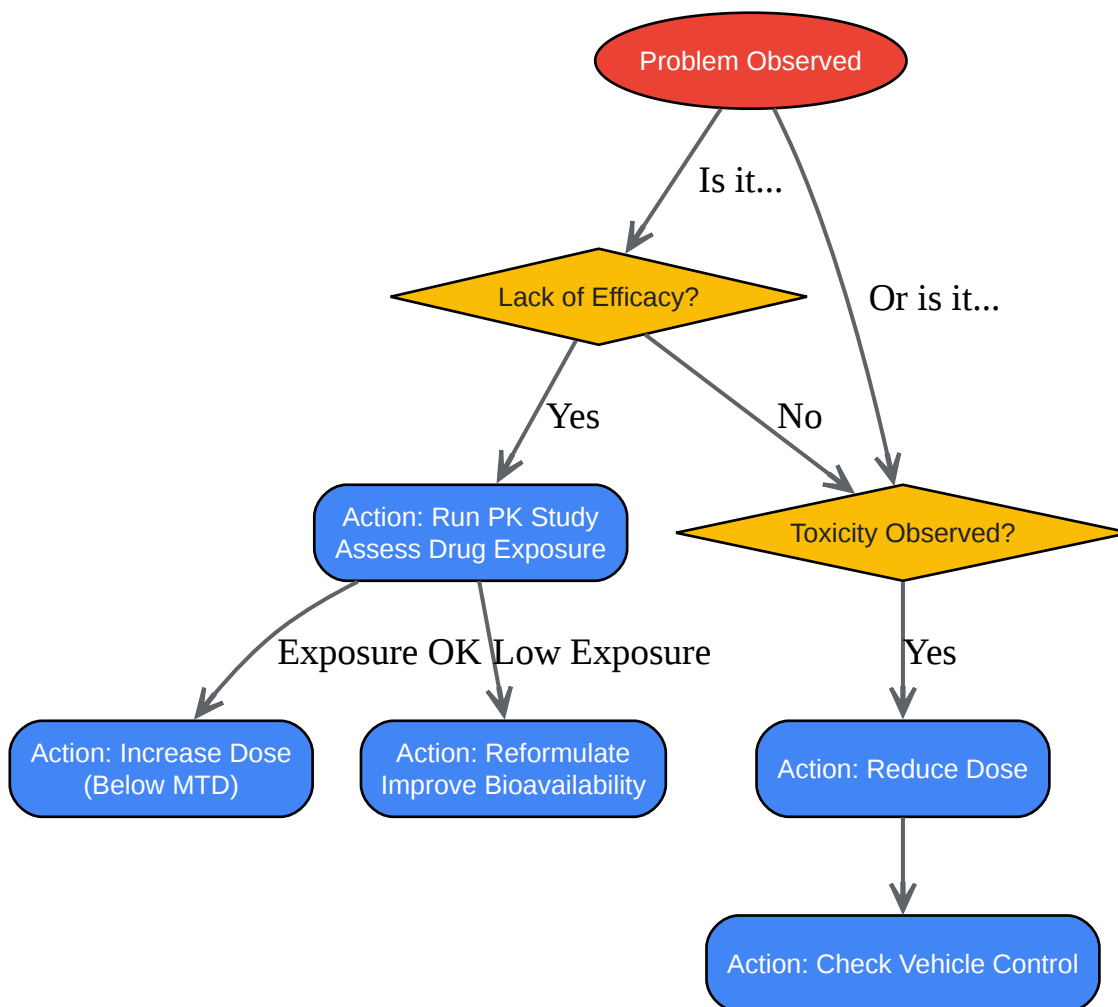 Problem Observed
Is it...
Or is it...
Lack of Efficacy?
Yes
No
Action: Run PK Study
Assess Drug Exposure
Toxicity Observed?
Exposure OK
Low Exposure
Yes
Action: Increase Dose
(Below MTD)
Action: Reformulate
Improve Bioavailability
Action: Reduce Dose
Action: Check Vehicle Control